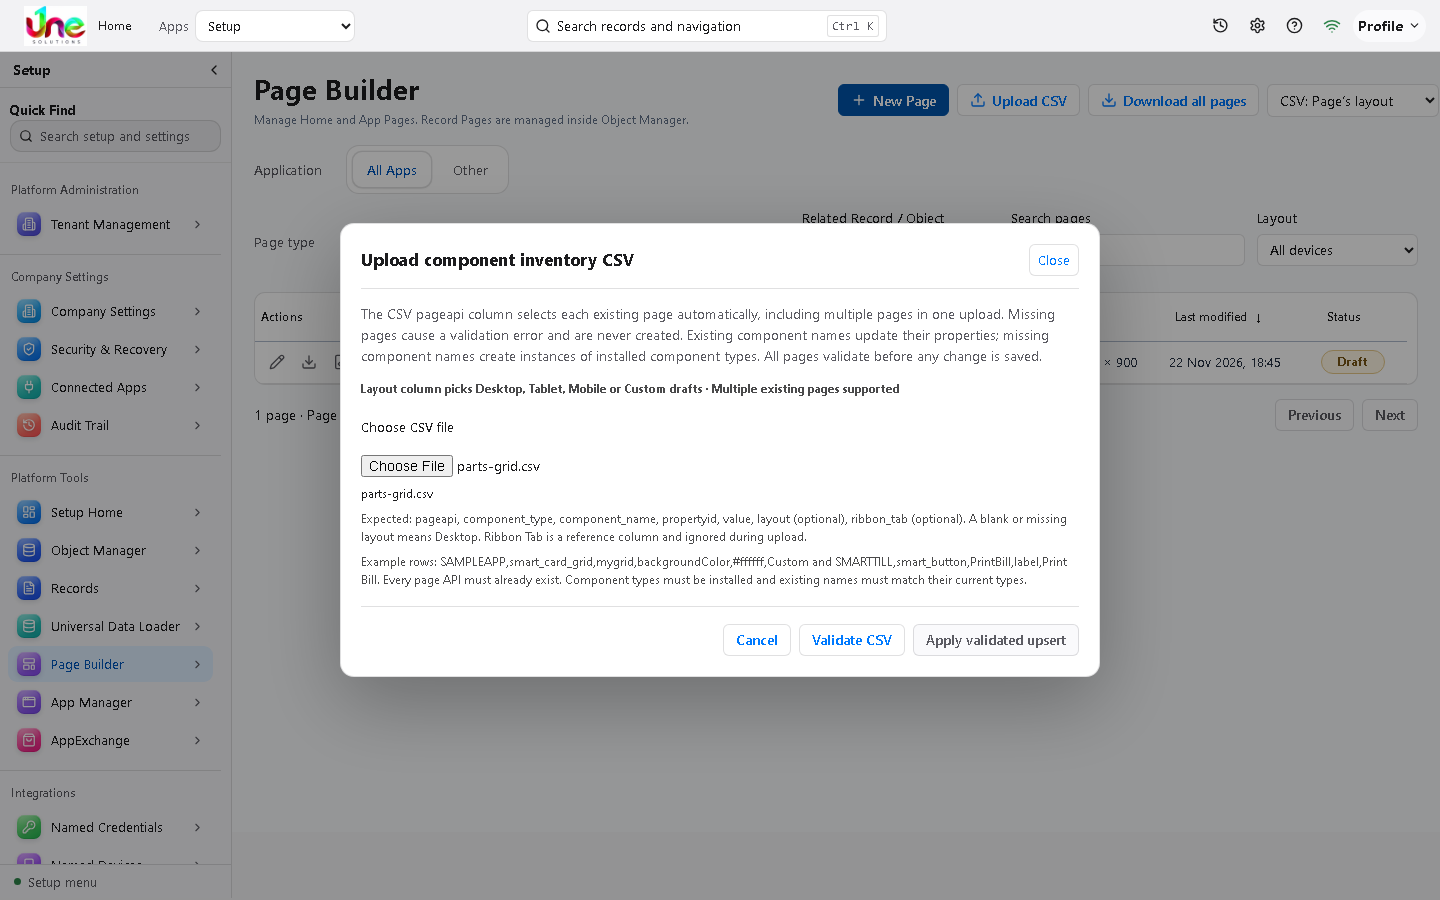 une
SOLUTIONS
Home
Apps
Setup
Search records and navigation
Ctrl K
Profile
Setup
Quick Find
Search setup and settings
Platform Administration
Tenant Management
Company Settings
Company Settings
Security & Recovery
Connected Apps
Audit Trail
Platform Tools
Setup Home
Object Manager
Records
Universal Data Loader
Page Builder
App Manager
AppExchange
Integrations
Named Credentials
Named Devices
Setup menu
Page Builder
Manage Home and App Pages. Record Pages are managed inside Object Manager.
New Page
Upload CSV
Download all pages
CSV: Page's layout
Application
All Apps
Other
Page type
Related Record / Object
Search pages
Layout
All devices
Actions
Last modified ↓
Status
× 900
22 Nov 2026, 18:45
Draft
1 page · Page
Previous
Next
Upload component inventory CSV
Close
The CSV pageapi column selects each existing page automatically, including multiple pages in one upload. Missing
pages cause a validation error and are never created. Existing component names update their properties; missing
component names create instances of installed component types. All pages validate before any change is saved.
Layout column picks Desktop, Tablet, Mobile or Custom drafts · Multiple existing pages supported
Choose CSV file
Choose File parts-grid.csv
parts-grid.csv
Expected: pageapi, component_type, component_name, propertyid, value, layout (optional), ribbon_tab (optional). A blank or missing
layout means Desktop. Ribbon Tab is a reference column and ignored during upload.
Example rows: SAMPLEAPP,smart_card_grid,mygrid,backgroundColor,#ffffff,Custom and SMARTTILL,smart_button,PrintBill,label,Print
Bill. Every page API must already exist. Component types must be installed and existing names must match their current types.
Cancel
Validate CSV
Apply validated upsert